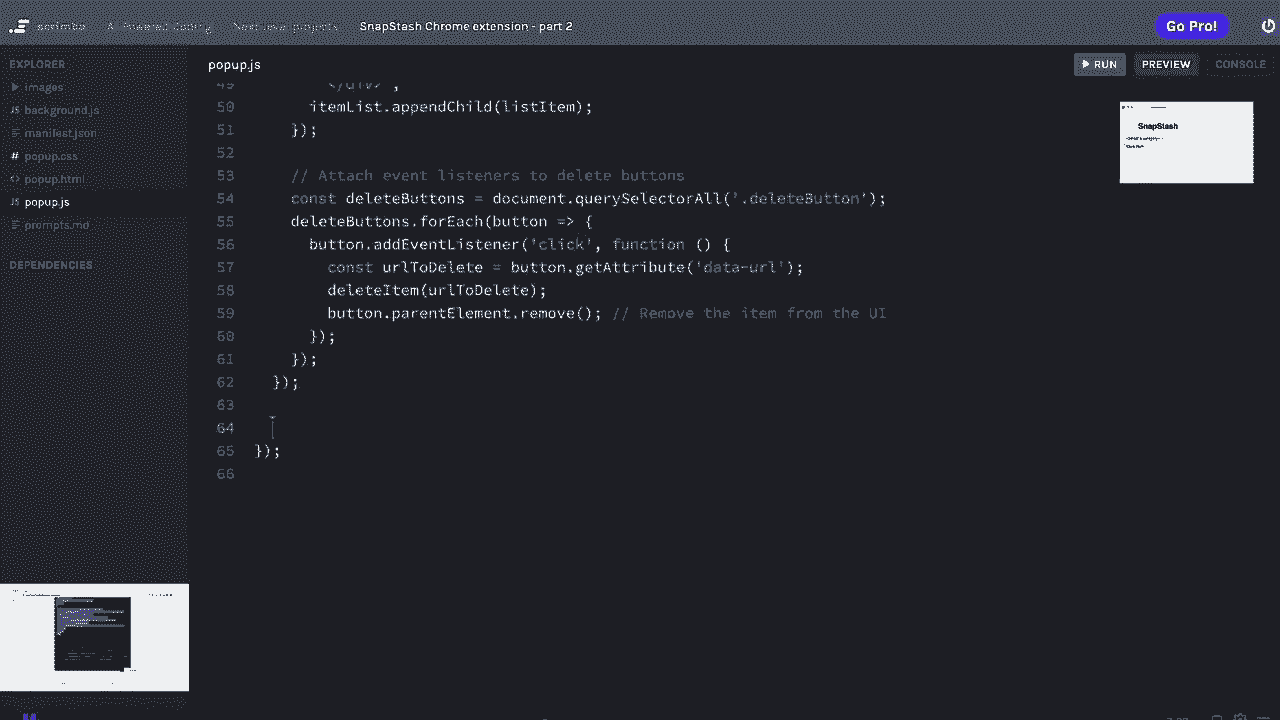 scrimba AI-Powered Coding Next-level projects SnapStash Chrome extension - part 2 Go Pro!
EXPLORER
images
background.js
manifest.json
popup.css
popup.html
popup.js
prompts.md
DEPENDENCIES
popup.js
RUN PREVIEW CONSOLE
SnapStash
49 </div>`;
50 itemList.appendChild(listItem);
51 });
52
53 // Attach event listeners to delete buttons
54 const deleteButtons = document.querySelectorAll('.deleteButton');
55 deleteButtons.forEach(button => {
56 button.addEventListener('click', function () {
57 const urlToDelete = button.getAttribute('data-url');
58 deleteItem(urlToDelete);
59 button.parentElement.remove(); // Remove the item from the UI
60 });
61 });
62 });
63
64
65 });
66